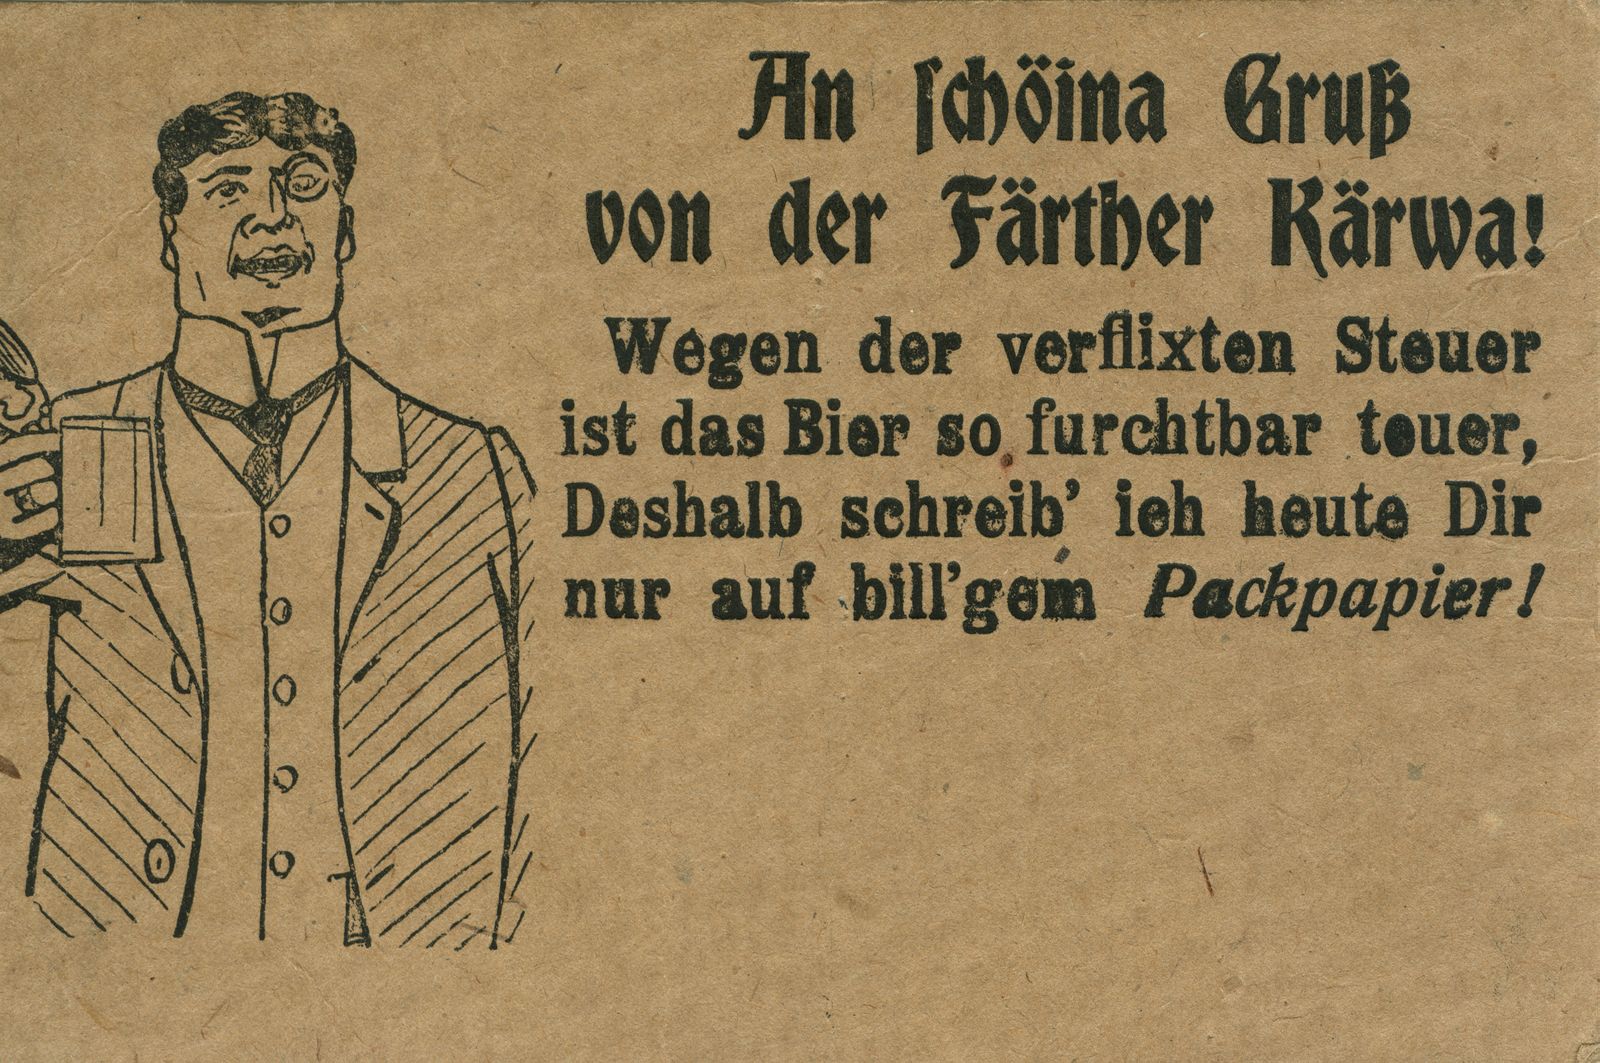 An schöina Gruß
von der Färther Kärwa!
Wegen der verflixten Steuer
ist das Bier so furchtbar teuer,
Deshalb schreib’ ich heute Dir
nur auf bill’gem Packpapier!